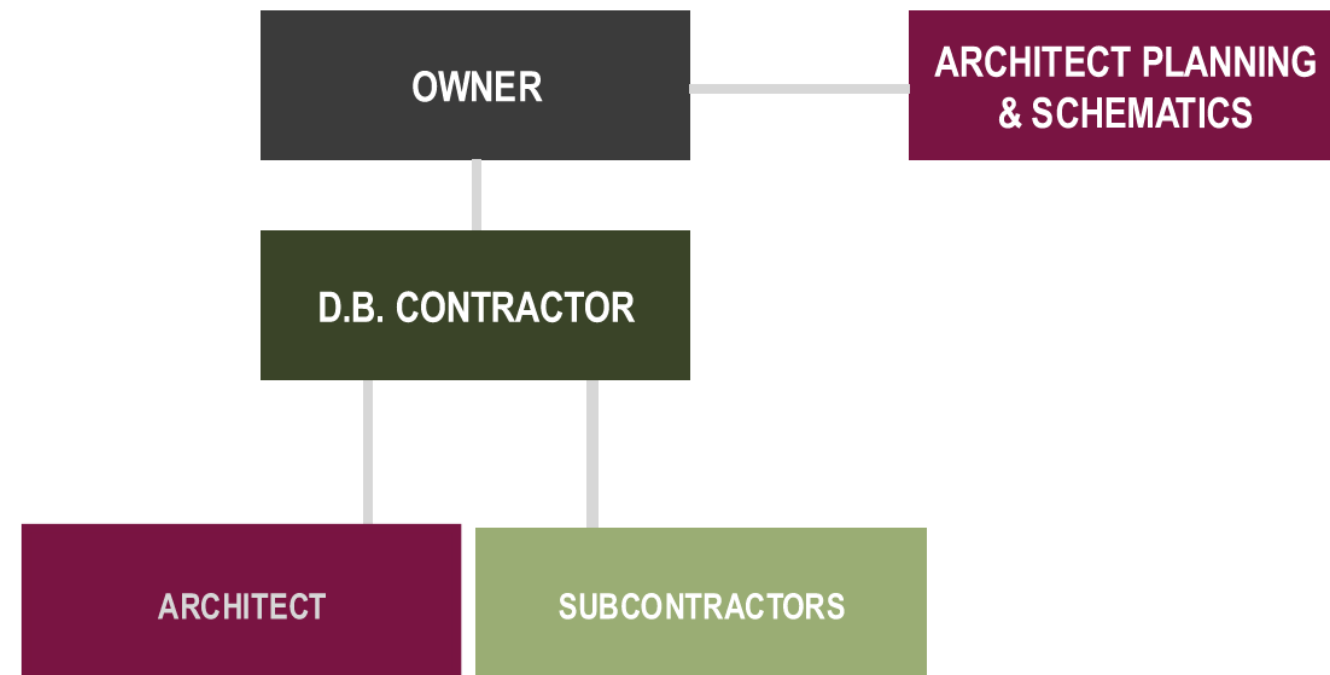 OWNER
ARCHITECT PLANNING
& SCHEMATICS
D.B. CONTRACTOR
ARCHITECT
SUBCONTRACTORS